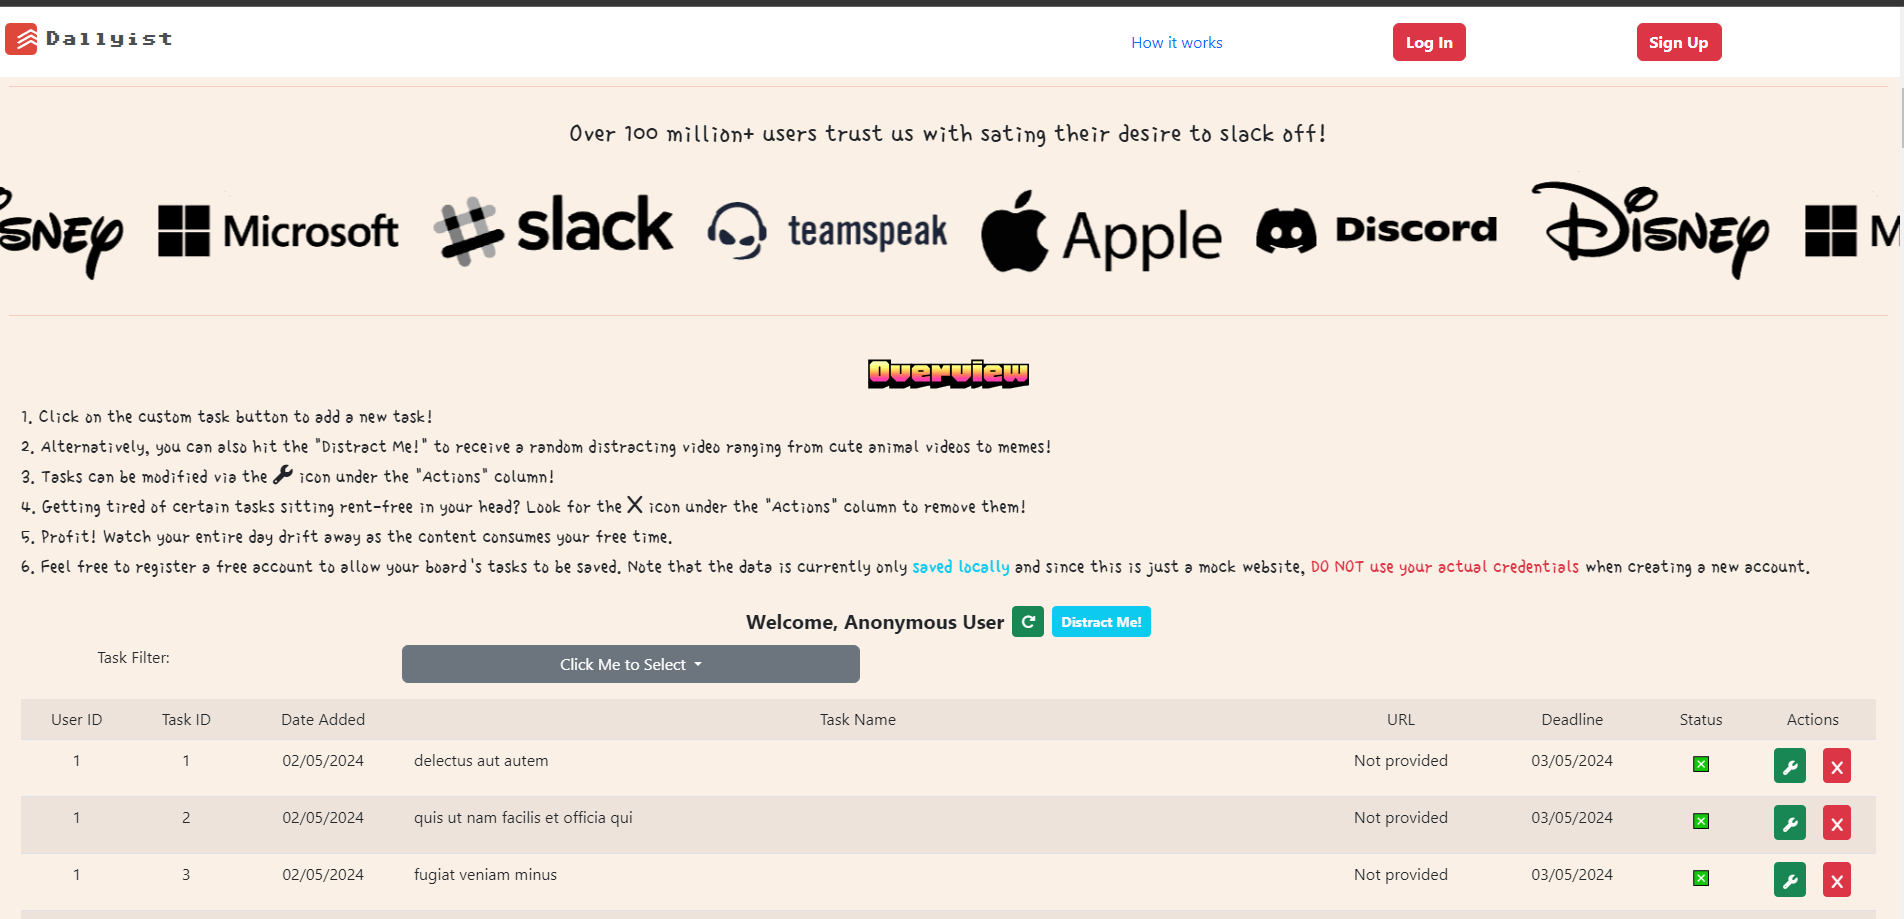 Dallyist How it works Log In Sign Up
Over 100 million+ users trust us with sating their desire to slack off!
Disney Microsoft slack teamspeak Apple Discord Disney M
Overview
1. Click on the custom task button to add a new task!
2. Alternatively, you can also hit the "Distract Me!" to receive a random distracting video ranging from cute animal videos to memes!
3. Tasks can be modified via the icon under the "Actions" column!
4. Getting tired of certain tasks sitting rent-free in your head? Look for the X icon under the "Actions" column to remove them!
5. Profit! Watch your entire day drift away as the content consumes your free time.
6. Feel free to register a free account to allow your board's tasks to be saved. Note that the data is currently only saved locally and since this is just a mock website, DO NOT use your actual credentials when creating a new account.
Welcome, Anonymous User Distract Me!
Task Filter: Click Me to Select
User ID Task ID Date Added Task Name URL Deadline Status Actions
1 1 02/05/2024 delectus aut autem Not provided 03/05/2024
1 2 02/05/2024 quis ut nam facilis et officia qui Not provided 03/05/2024
1 3 02/05/2024 fugiat veniam minus Not provided 03/05/2024